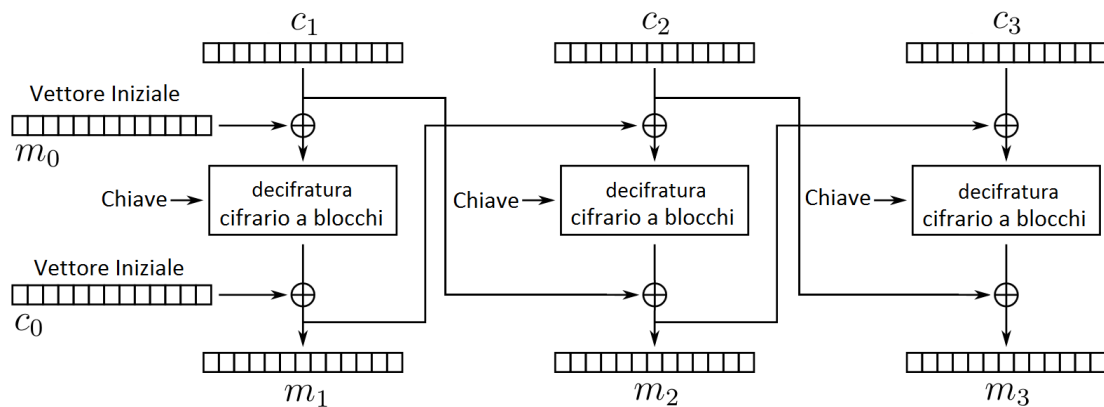 c1 c2 c3
Vettore Iniziale
m0
Chiave
decifratura
cifrario a blocchi
Chiave
decifratura
cifrario a blocchi
Chiave
decifratura
cifrario a blocchi
Vettore Iniziale
c0
m1 m2 m3